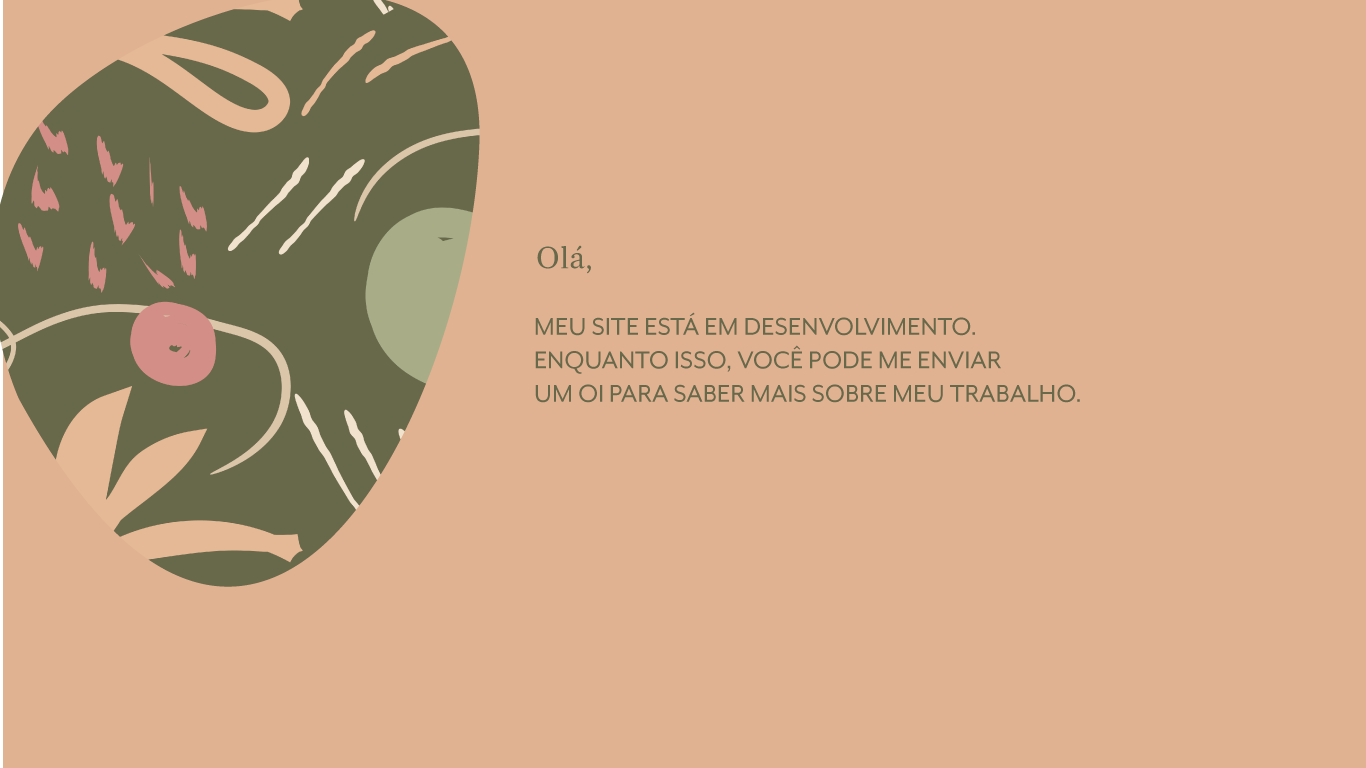 Olá,
MEU SITE ESTÁ EM DESENVOLVIMENTO.
ENQUANTO ISSO, VOCÊ PODE ME ENVIAR
UM OI PARA SABER MAIS SOBRE MEU TRABALHO.